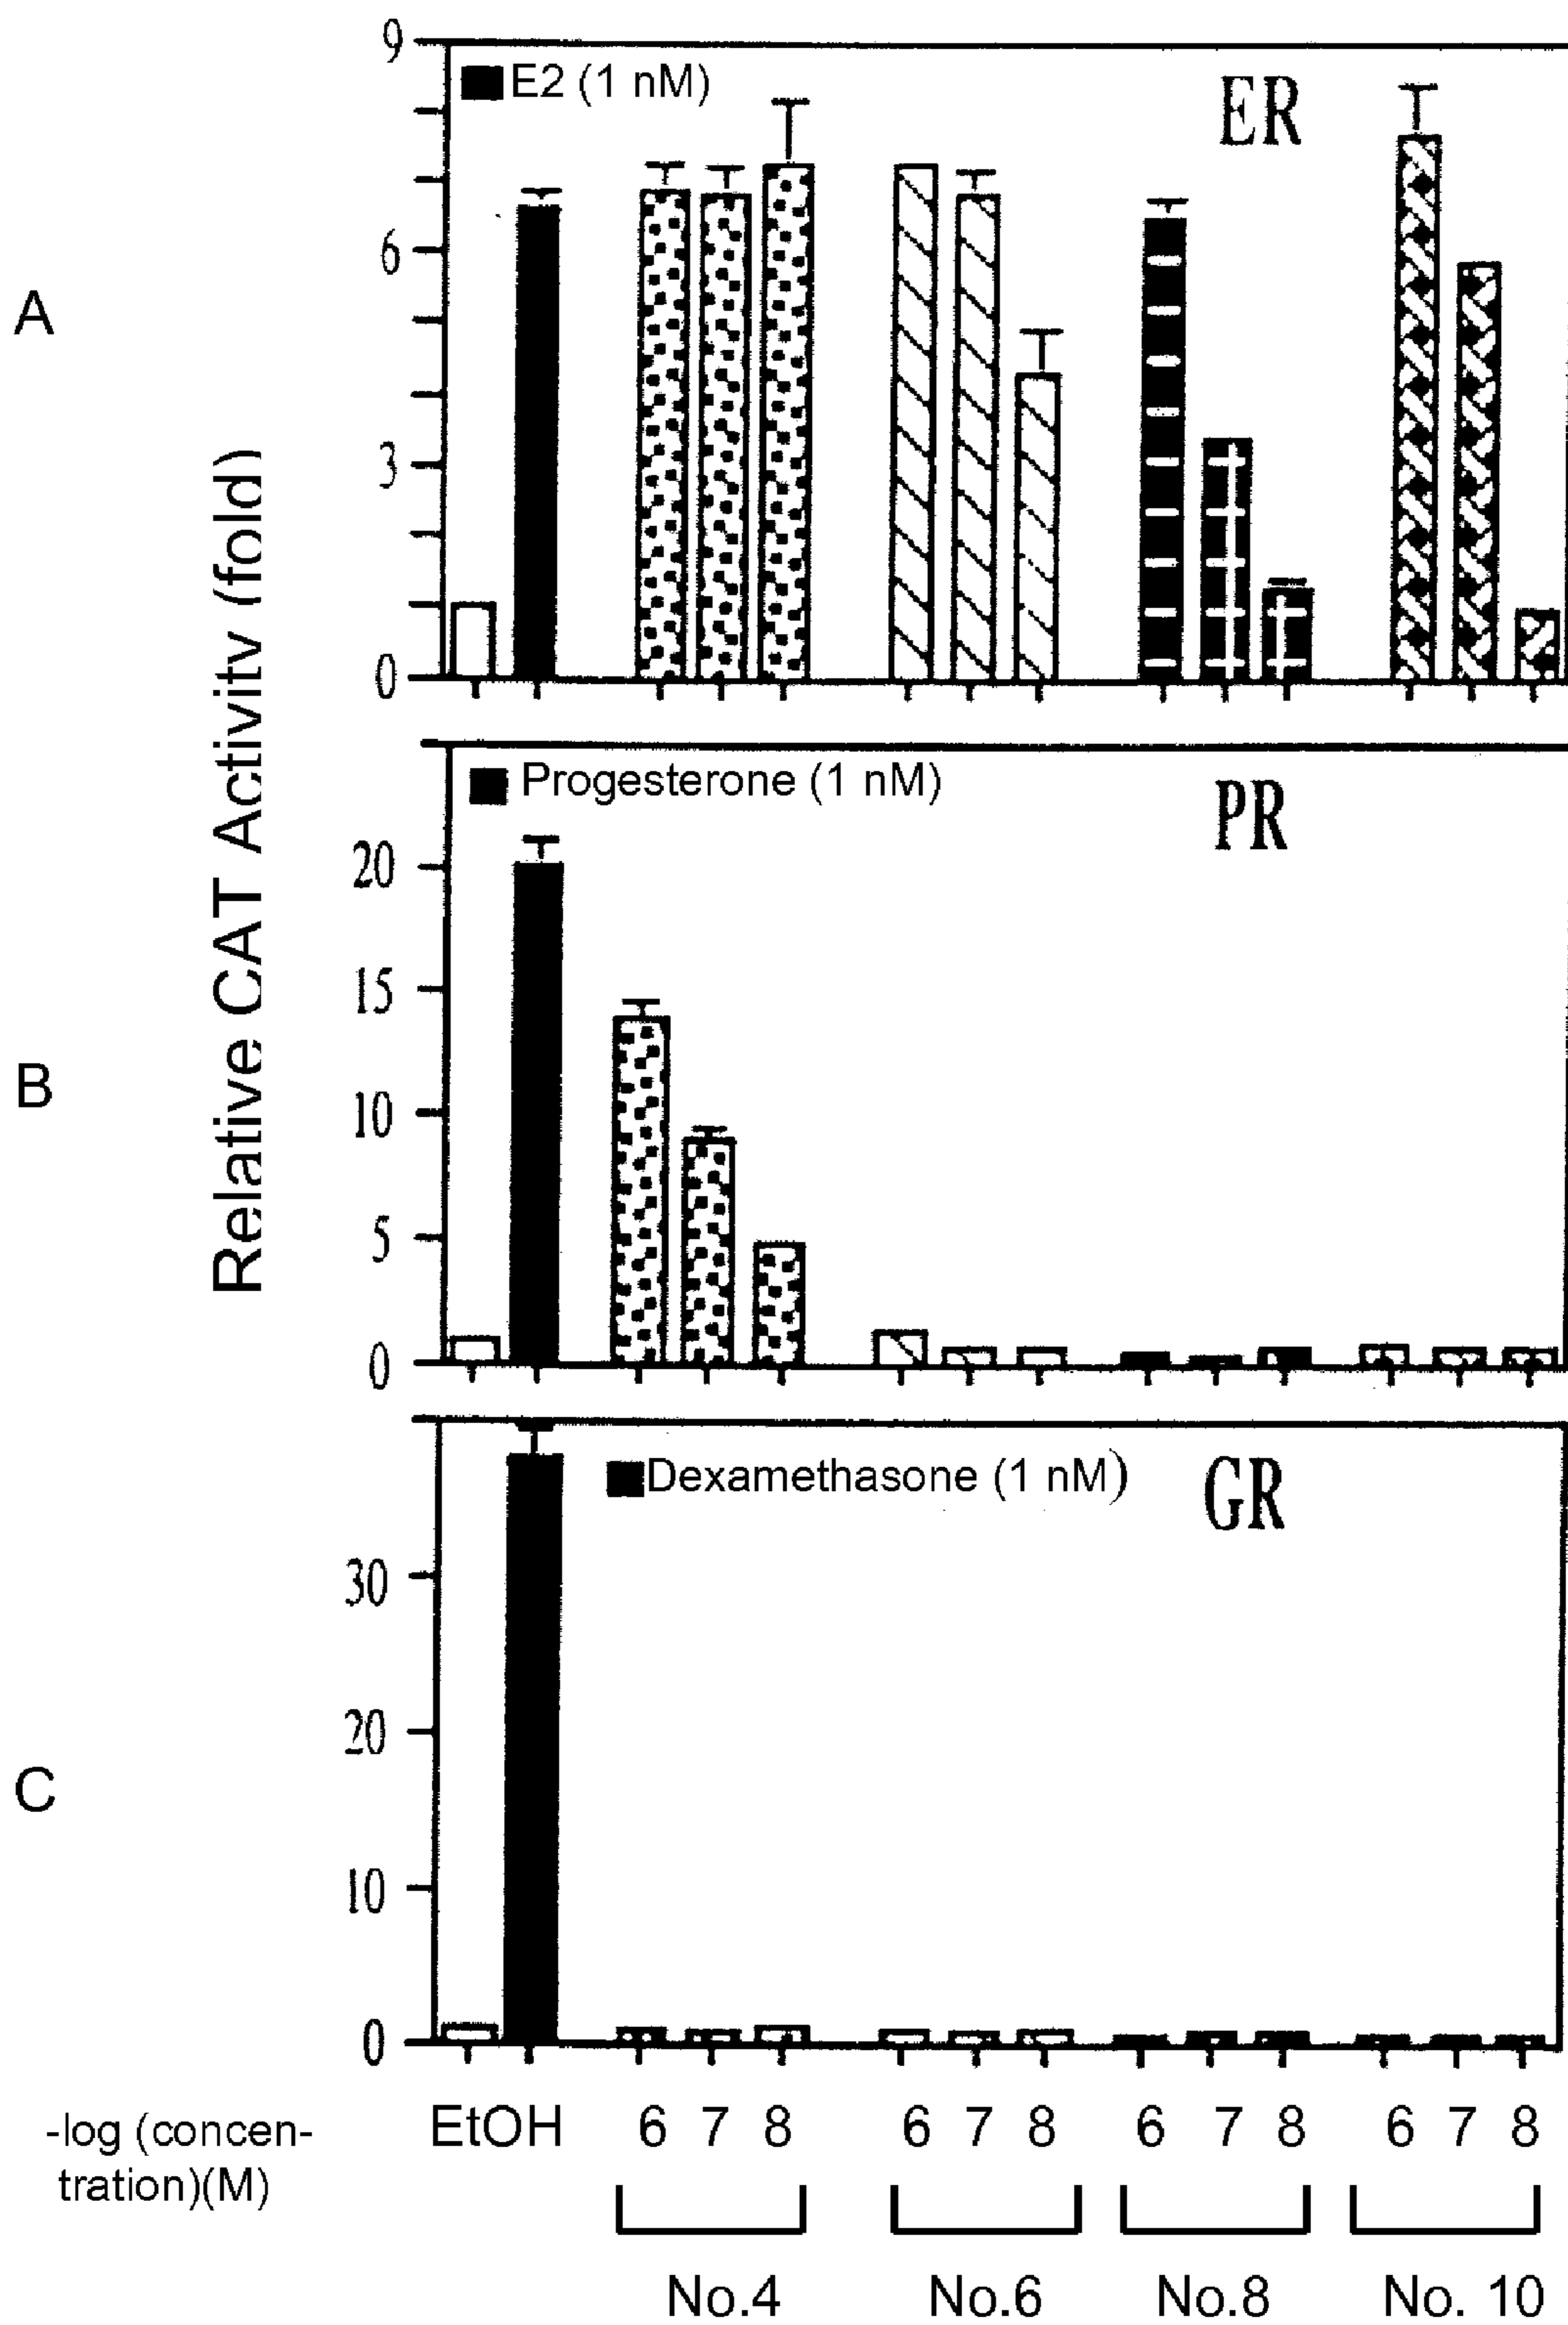 9
E2 (1 nM)
ER
6
A
3
0
Relative CAT Activity (fold)
Progesterone (1 nM)
PR
20
15
10
B
5
0
Dexamethasone (1 nM)
GR
30
20
C
10
0
-log (concen-
tration)(M)
EtOH 6 7 8 6 7 8 6 7 8 6 7 8
No.4 No.6 No.8 No. 10